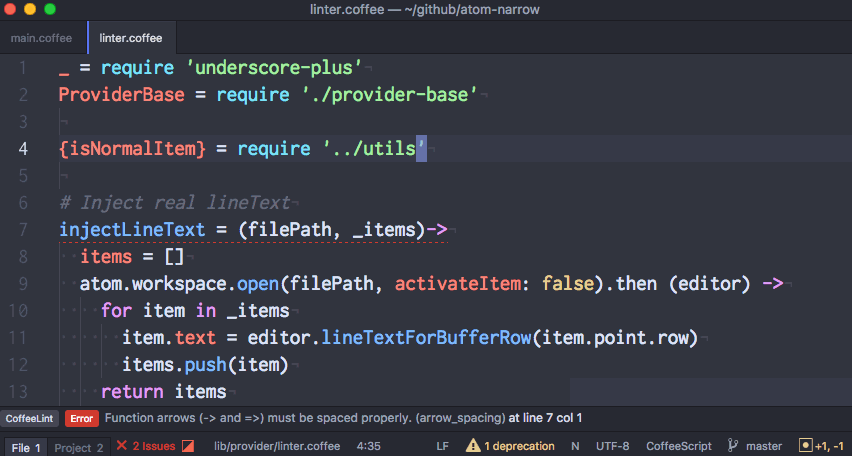 linter.coffee — ~/github/atom-narrow
main.coffee linter.coffee
1 _ = require 'underscore-plus'¬
2 ProviderBase = require './provider-base'¬
3 ¬
4 {isNormalItem} = require '../utils'¬
5 ¬
6 # Inject real lineText¬
7 injectLineText = (filePath, _items)->¬
8 items = []¬
9 atom.workspace.open(filePath, activateItem: false).then (editor) ->¬
10 for item in _items¬
11 item.text = editor.lineTextForBufferRow(item.point.row)¬
12 items.push(item)¬
13 return items¬
CoffeeLint Error Function arrows (-> and =>) must be spaced properly. (arrow_spacing) at line 7 col 1
File 1 Project 2 2 Issues lib/provider/linter.coffee 4:35 LF 1 deprecation N UTF-8 CoffeeScript master +1, -1